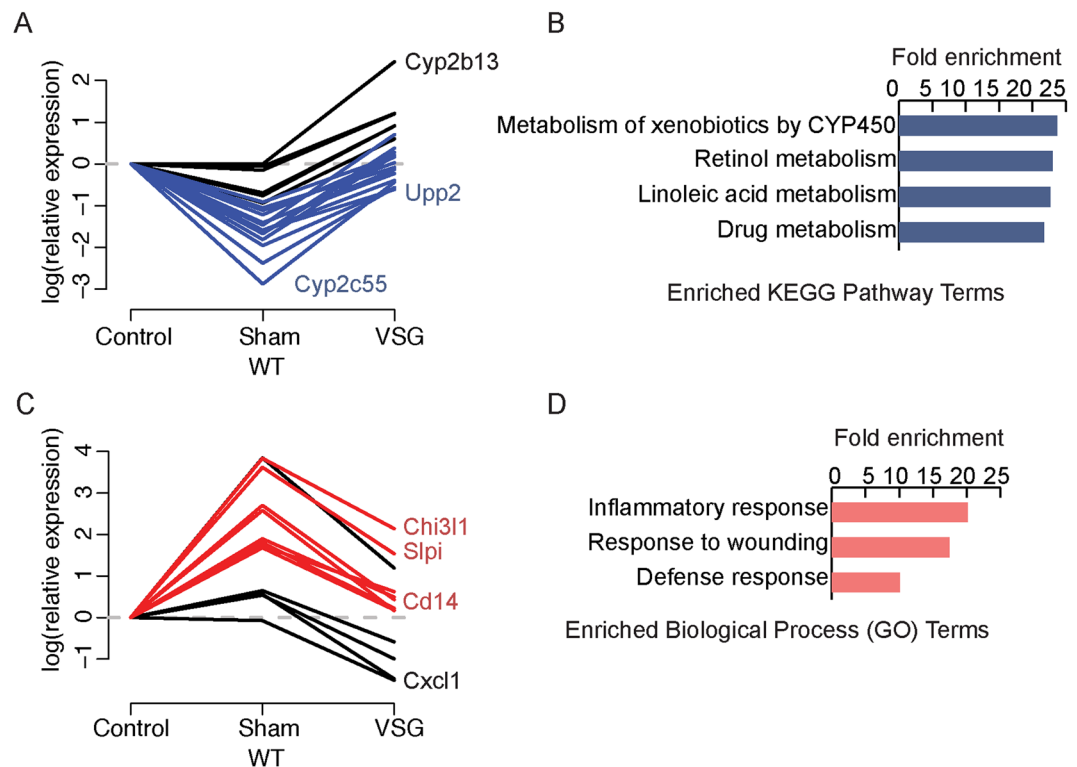 A
log(relative expression)
2
1
0
−1
−2
−3
Cyp2b13
Upp2
Cyp2c55
Control
Sham
VSG
WT
B
Fold enrichment
0 5 10 15 20 25
Metabolism of xenobiotics by CYP450
Retinol metabolism
Linoleic acid metabolism
Drug metabolism
Enriched KEGG Pathway Terms
C
log(relative expression)
4
3
2
1
0
−1
Chi3l1
Slpi
Cd14
Cxcl1
Control
Sham
VSG
WT
D
Fold enrichment
0 5 10 15 20 25
Inflammatory response
Response to wounding
Defense response
Enriched Biological Process (GO) Terms